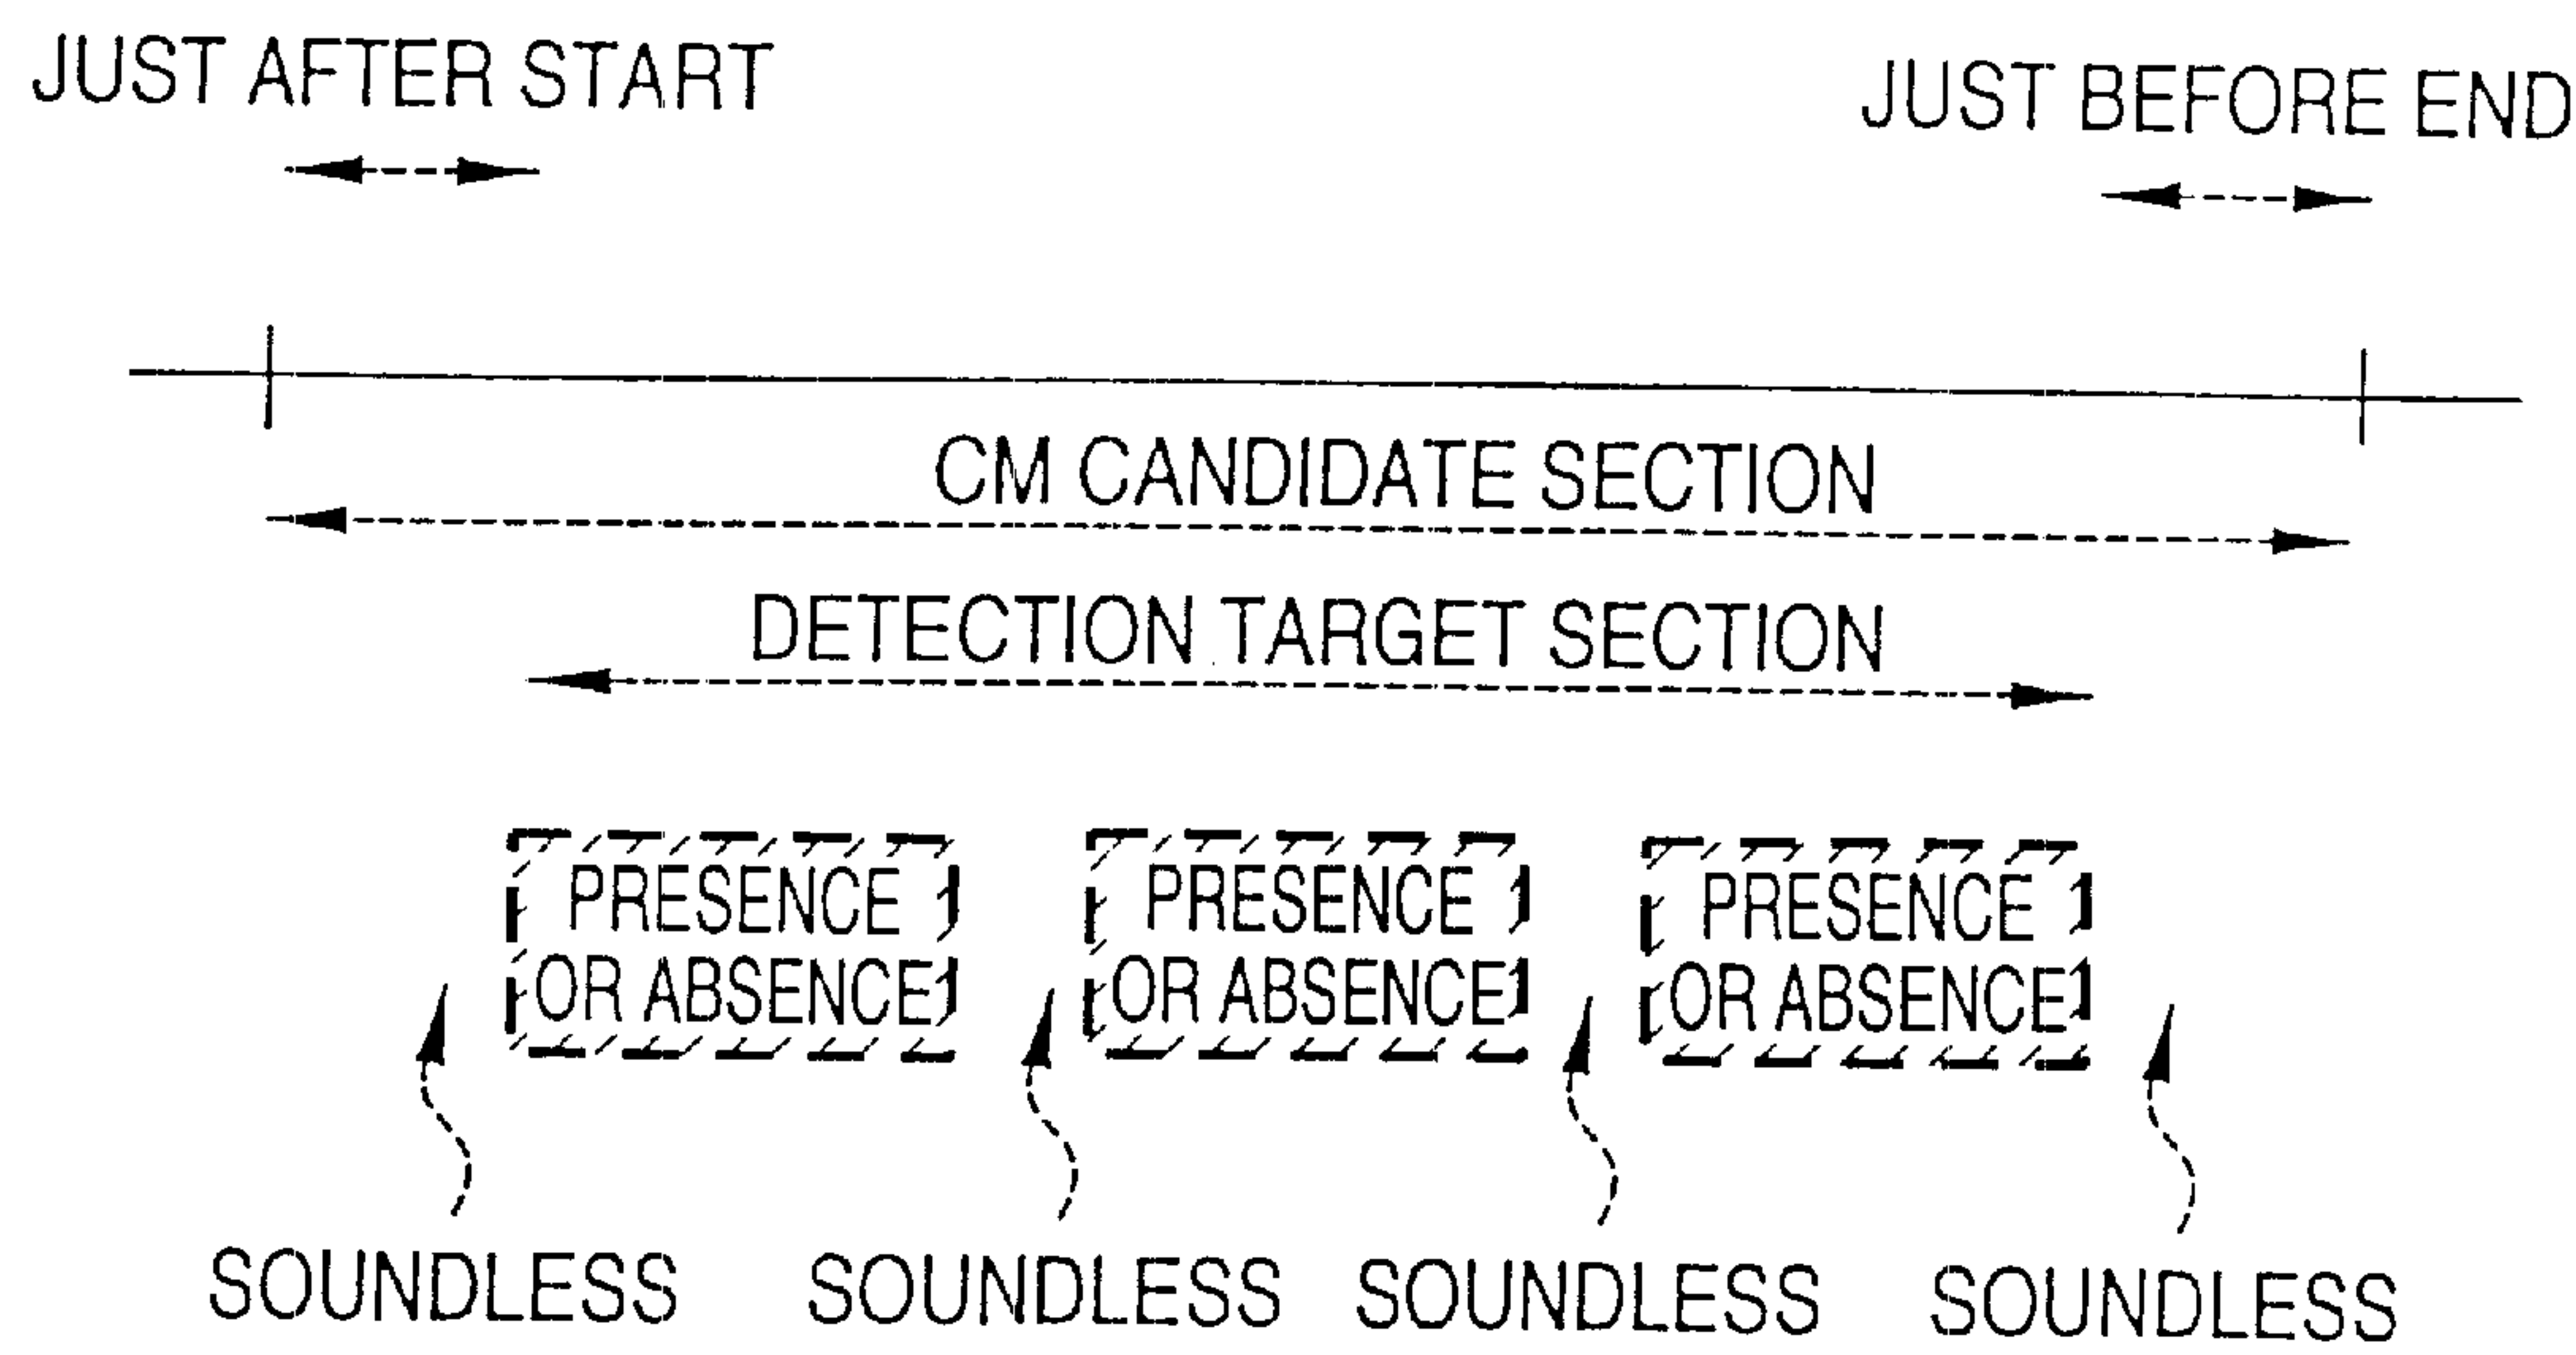 JUST AFTER START
JUST BEFORE END
CM CANDIDATE SECTION
DETECTION TARGET SECTION
PRESENCE
OR ABSENCE
PRESENCE
OR ABSENCE
PRESENCE
OR ABSENCE
SOUNDLESS
SOUNDLESS
SOUNDLESS
SOUNDLESS